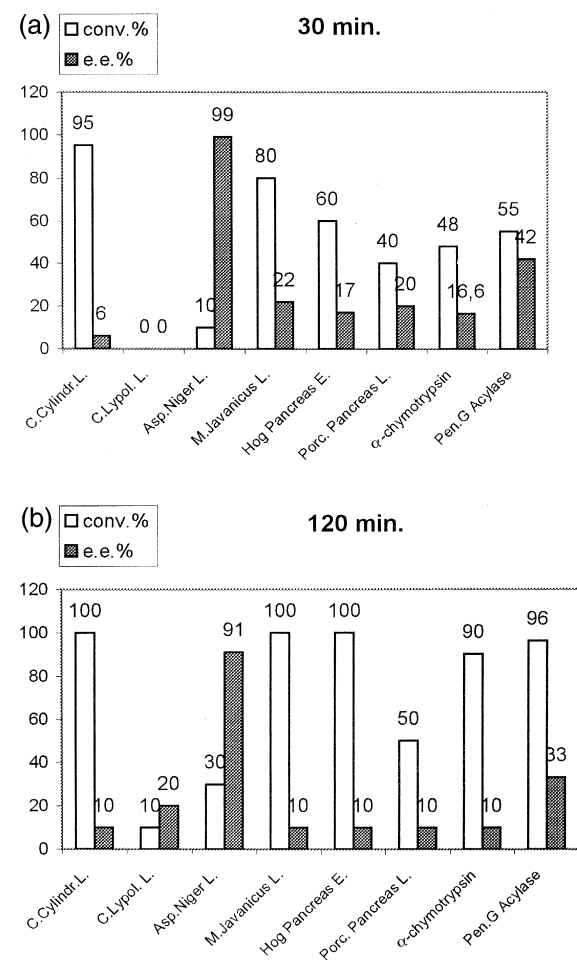 (a)
conv.%
e.e.%
30 min.
120
100
80
60
40
20
0
95
6
0 0
10
99
80
22
60
17
40
20
48
16,6
55
42
C.Cylindr.L.
C.Lypol. L.
Asp.Niger L.
M.Javanicus L.
Hog Pancreas E.
Porc. Pancreas L.
α-chymotrypsin
Pen.G Acylase
(b)
conv.%
e.e.%
120 min.
120
100
80
60
40
20
0
100
10
10
20
30
91
100
10
100
10
50
10
90
10
96
33
C.Cylindr.L.
C.Lypol. L.
Asp.Niger L.
M.Javanicus L.
Hog Pancreas E.
Porc. Pancreas L.
α-chymotrypsin
Pen.G Acylase